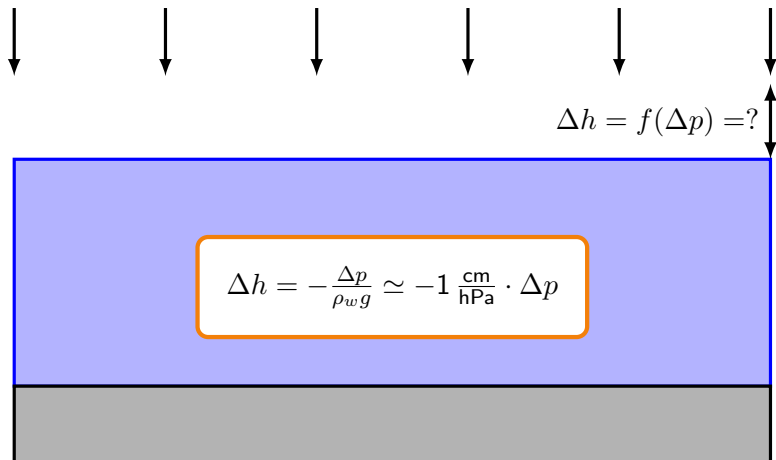 Δh = f(Δp) =?
Δh = −Δp/ρ_w g ≃ −1 cm/hPa · Δp